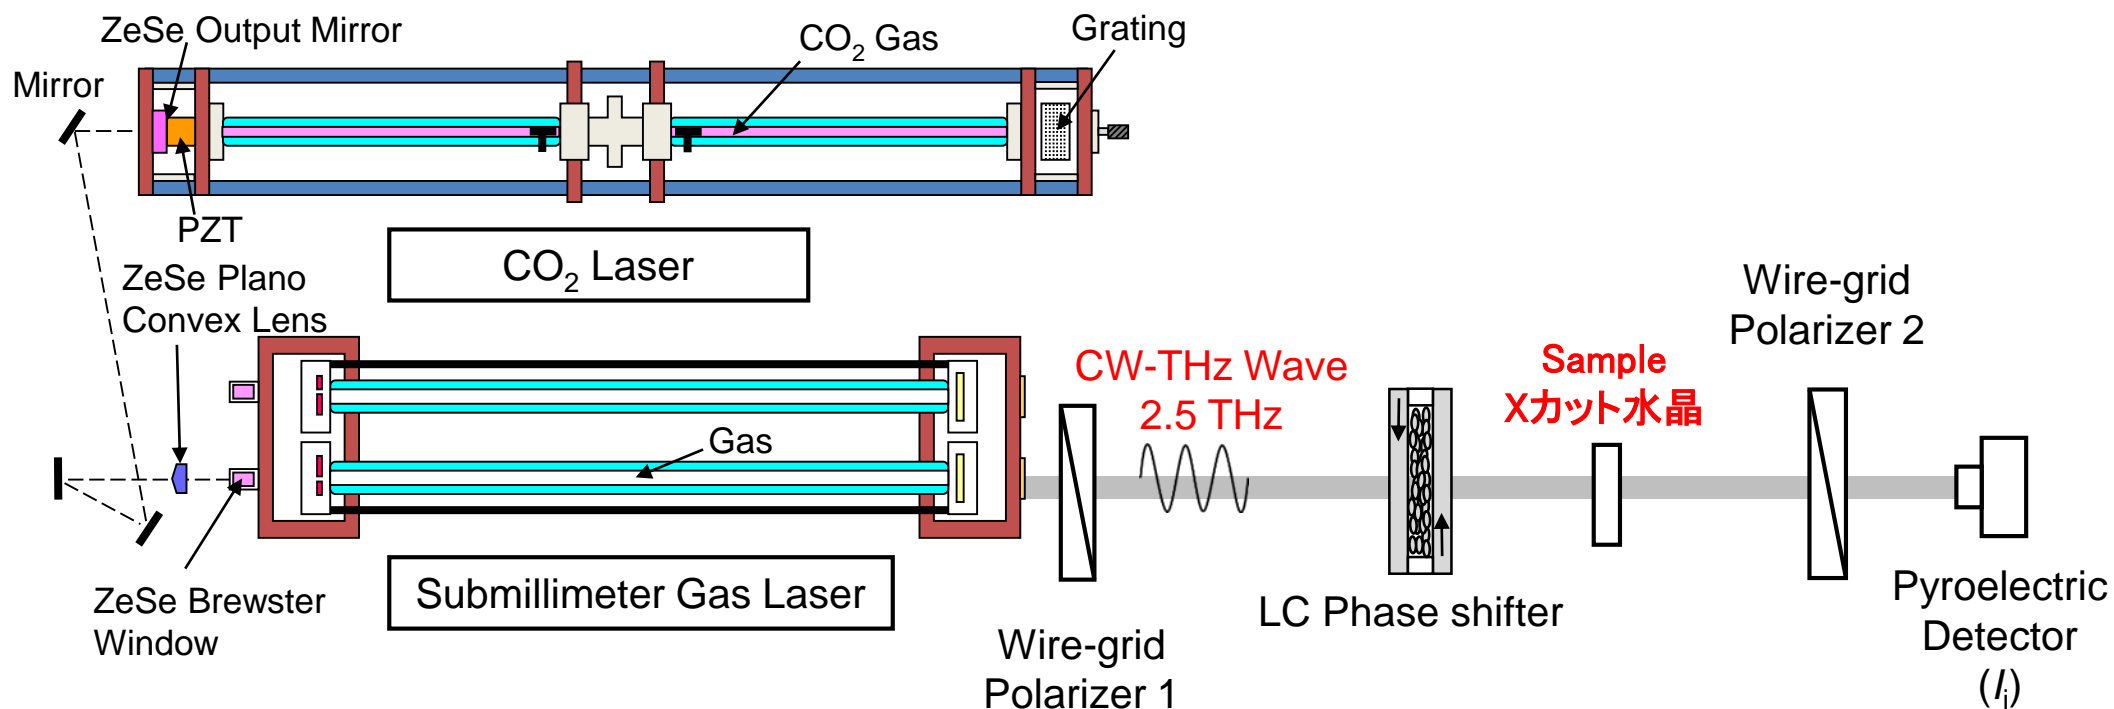 ZeSe Output Mirror
CO₂ Gas
Grating
Mirror
PZT
CO₂ Laser
ZeSe Plano
Convex Lens
Wire-grid
Polarizer 2
CW-THz Wave
2.5 THz
Sample
Xカット水晶
Gas
ZeSe Brewster
Window
Submillimeter Gas Laser
Wire-grid
Polarizer 1
LC Phase shifter
Pyroelectric
Detector
(Iⱼ)